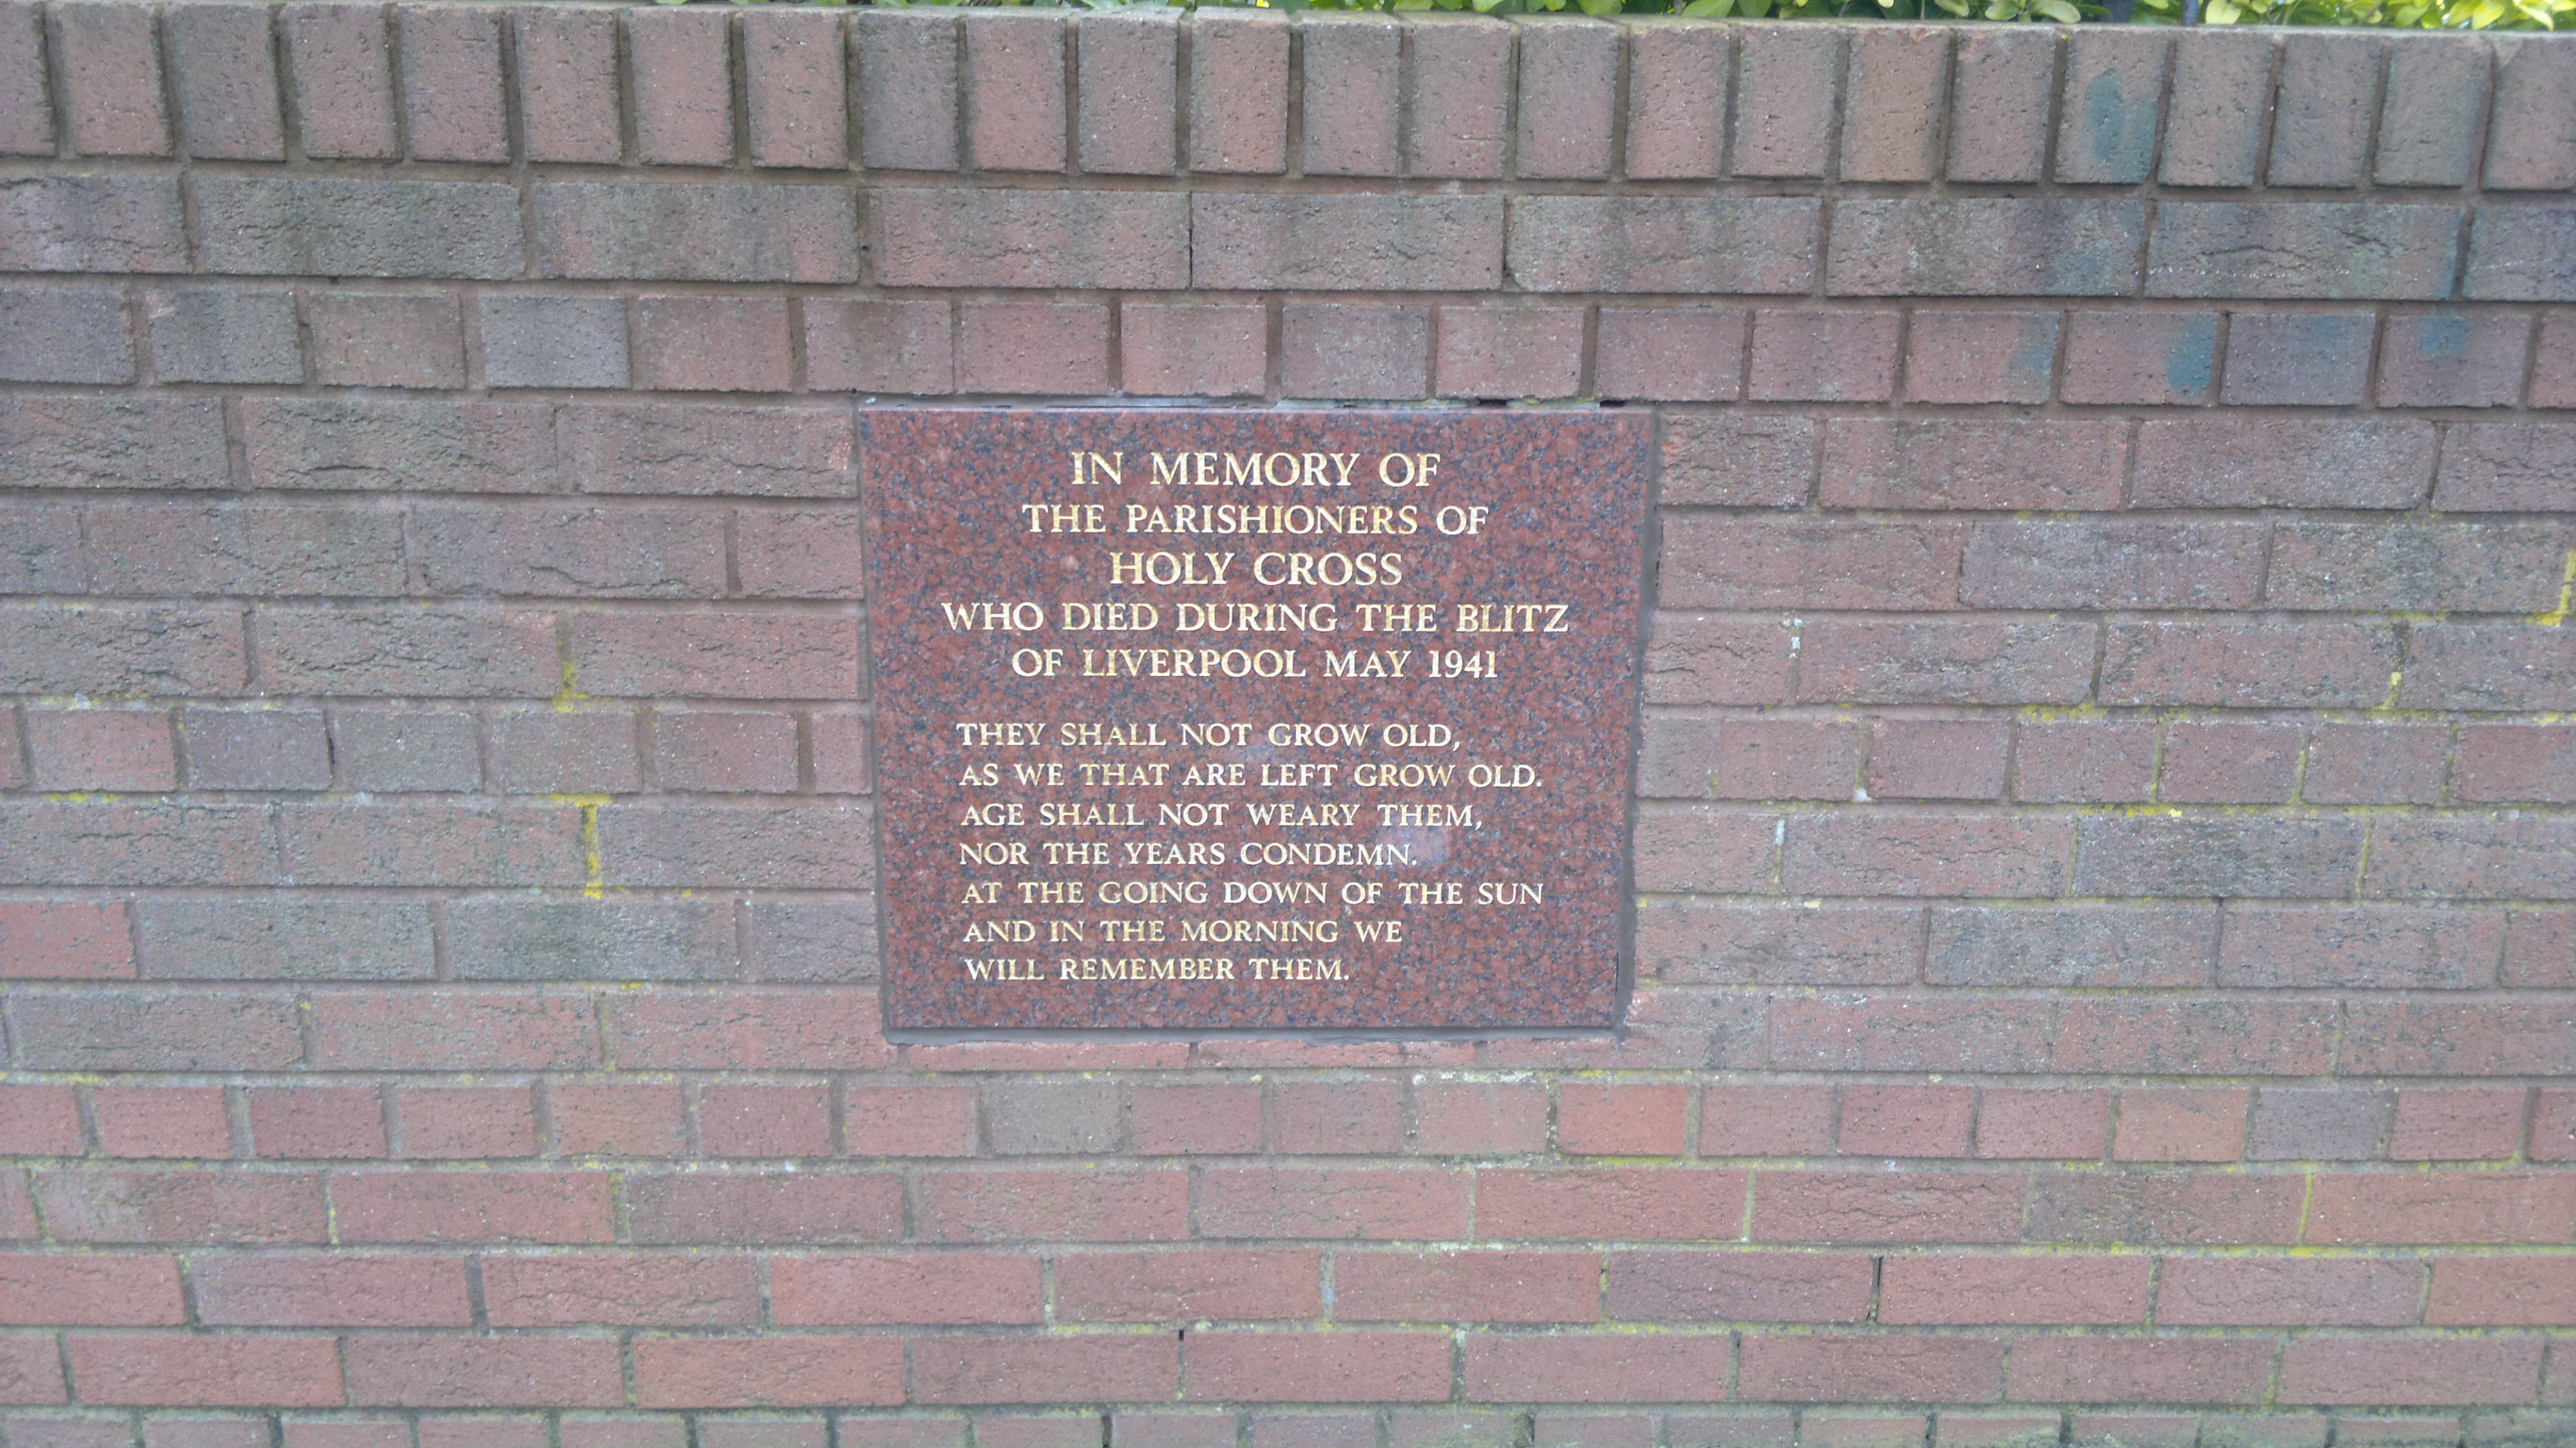 IN MEMORY OF
THE PARISHIONERS OF
HOLY CROSS
WHO DIED DURING THE BLITZ
OF LIVERPOOL MAY 1941
THEY SHALL NOT GROW OLD,
AS WE THAT ARE LEFT GROW OLD.
AGE SHALL NOT WEARY THEM,
NOR THE YEARS CONDEMN.
AT THE GOING DOWN OF THE SUN
AND IN THE MORNING WE
WILL REMEMBER THEM.